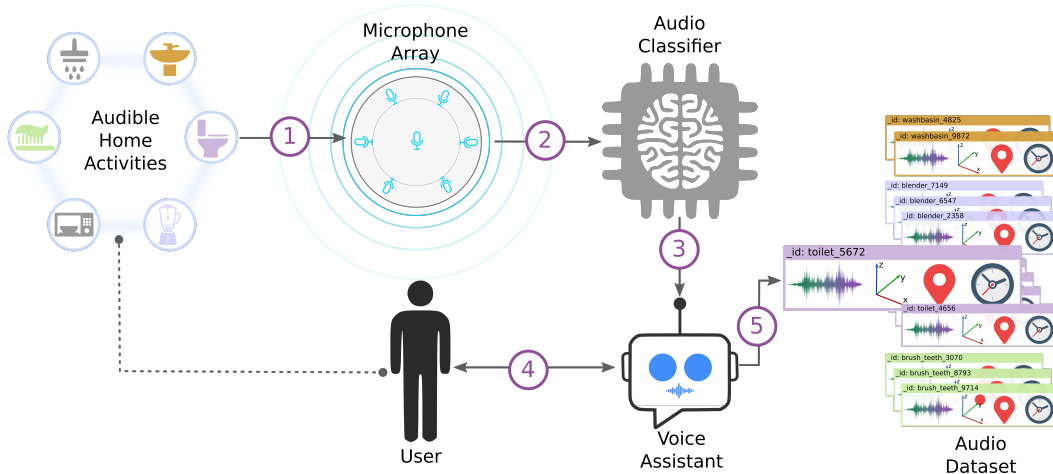 Microphone
Array
Audio
Classifier
Audible
Home
Activities
1
2
3
4
5
User
Voice
Assistant
_id: washbasin_4825
_id: washbasin_9872
z
y
x
_id: blender_7149
_id: blender_6547
_id: blender_2358
z
y
_id: toilet_5672
z
y
x
_id: toilet_4656
z
y
x
_id: brush_teeth_3070
_id: brush_teeth_8793
_id: brush_teeth_9714
z
y
x
Audio
Dataset